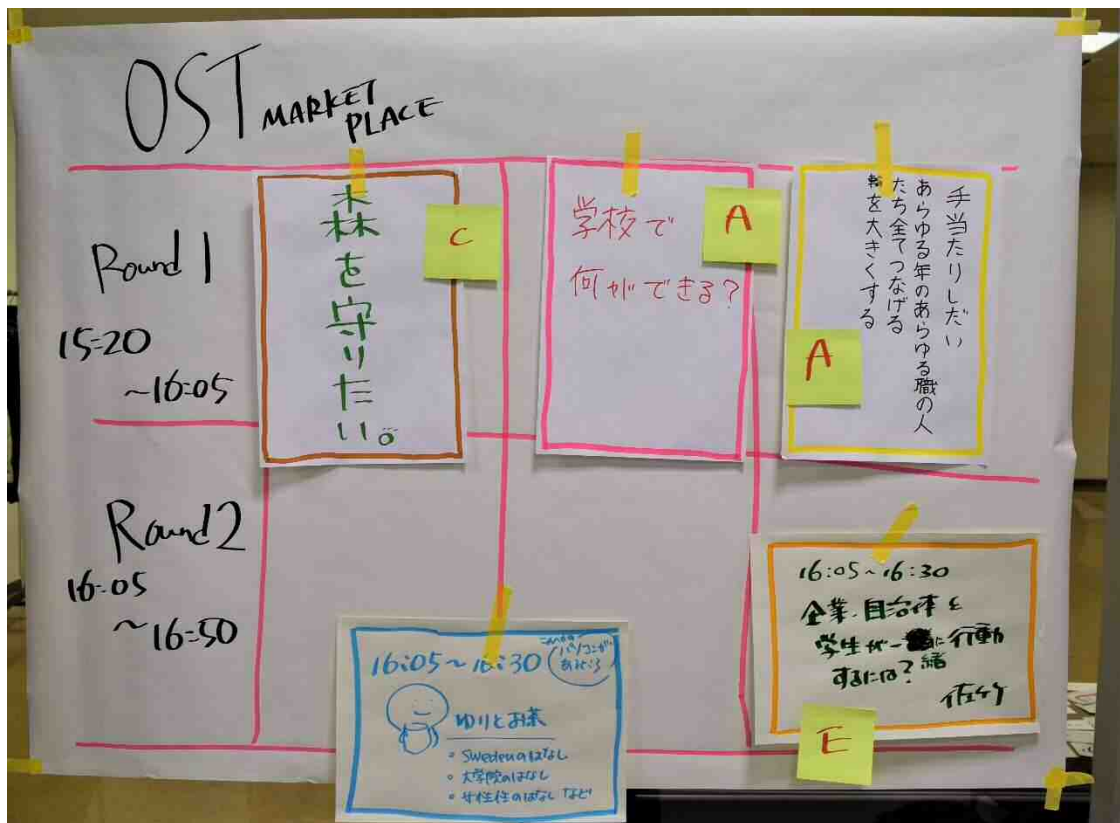 OST MARKET
PLACE
Round 1
15:20
~16:05
森を守りたい。
C
学校で
何ができる?
A
手当たりしだい
あらゆる年のあらゆる職の人
たち全てつなげる
輪を大きくする
A
Round 2
16:05
~16:50
16:05~16:30
パソコンが
あるところ
ゆりとお茶
• Swedenのはなし
• 大学院のはなし
• 女性性のはなし など
16:05~16:30
企業・自治体と
学生が一緒に行動
するには?
佐々
E